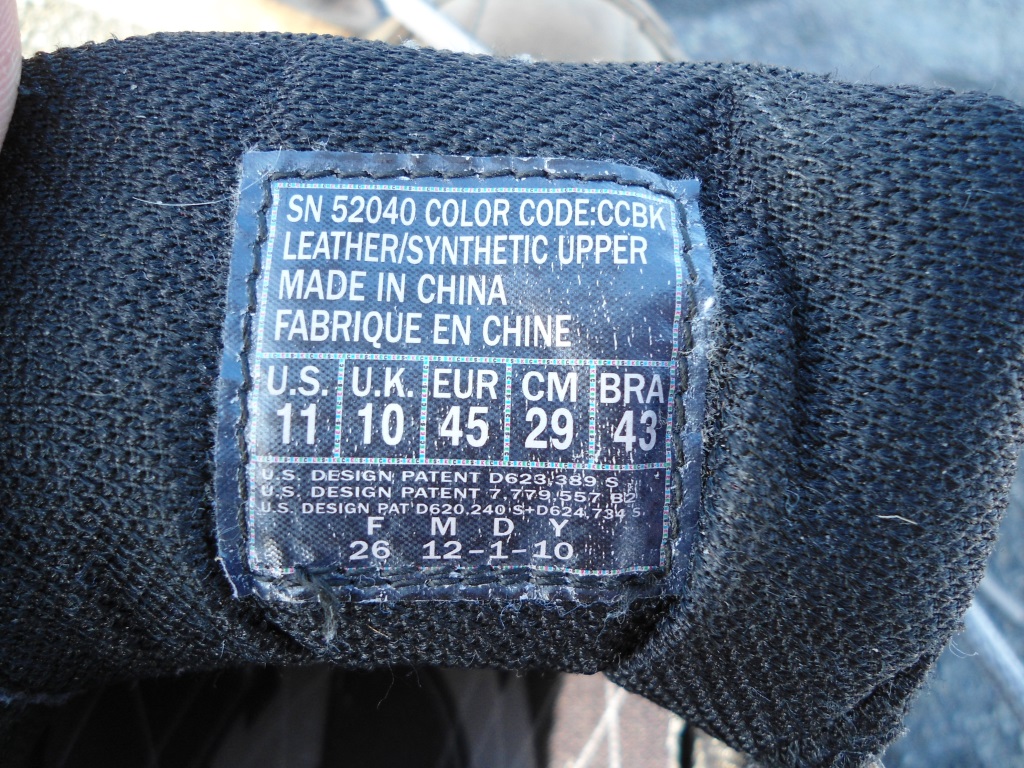 SN 52040 COLOR CODE:CCBK
LEATHER/SYNTHETIC UPPER
MADE IN CHINA
FABRIQUE EN CHINE
U.S. U.K. EUR CM BRA
11 10 45 29 43
U.S. DESIGN PATENT D623,389 S
U.S. DESIGN PATENT 7,779,557 B2
U.S. DESIGN PAT D620,240 S+D624,734 S
F M D Y
26 12-1-10